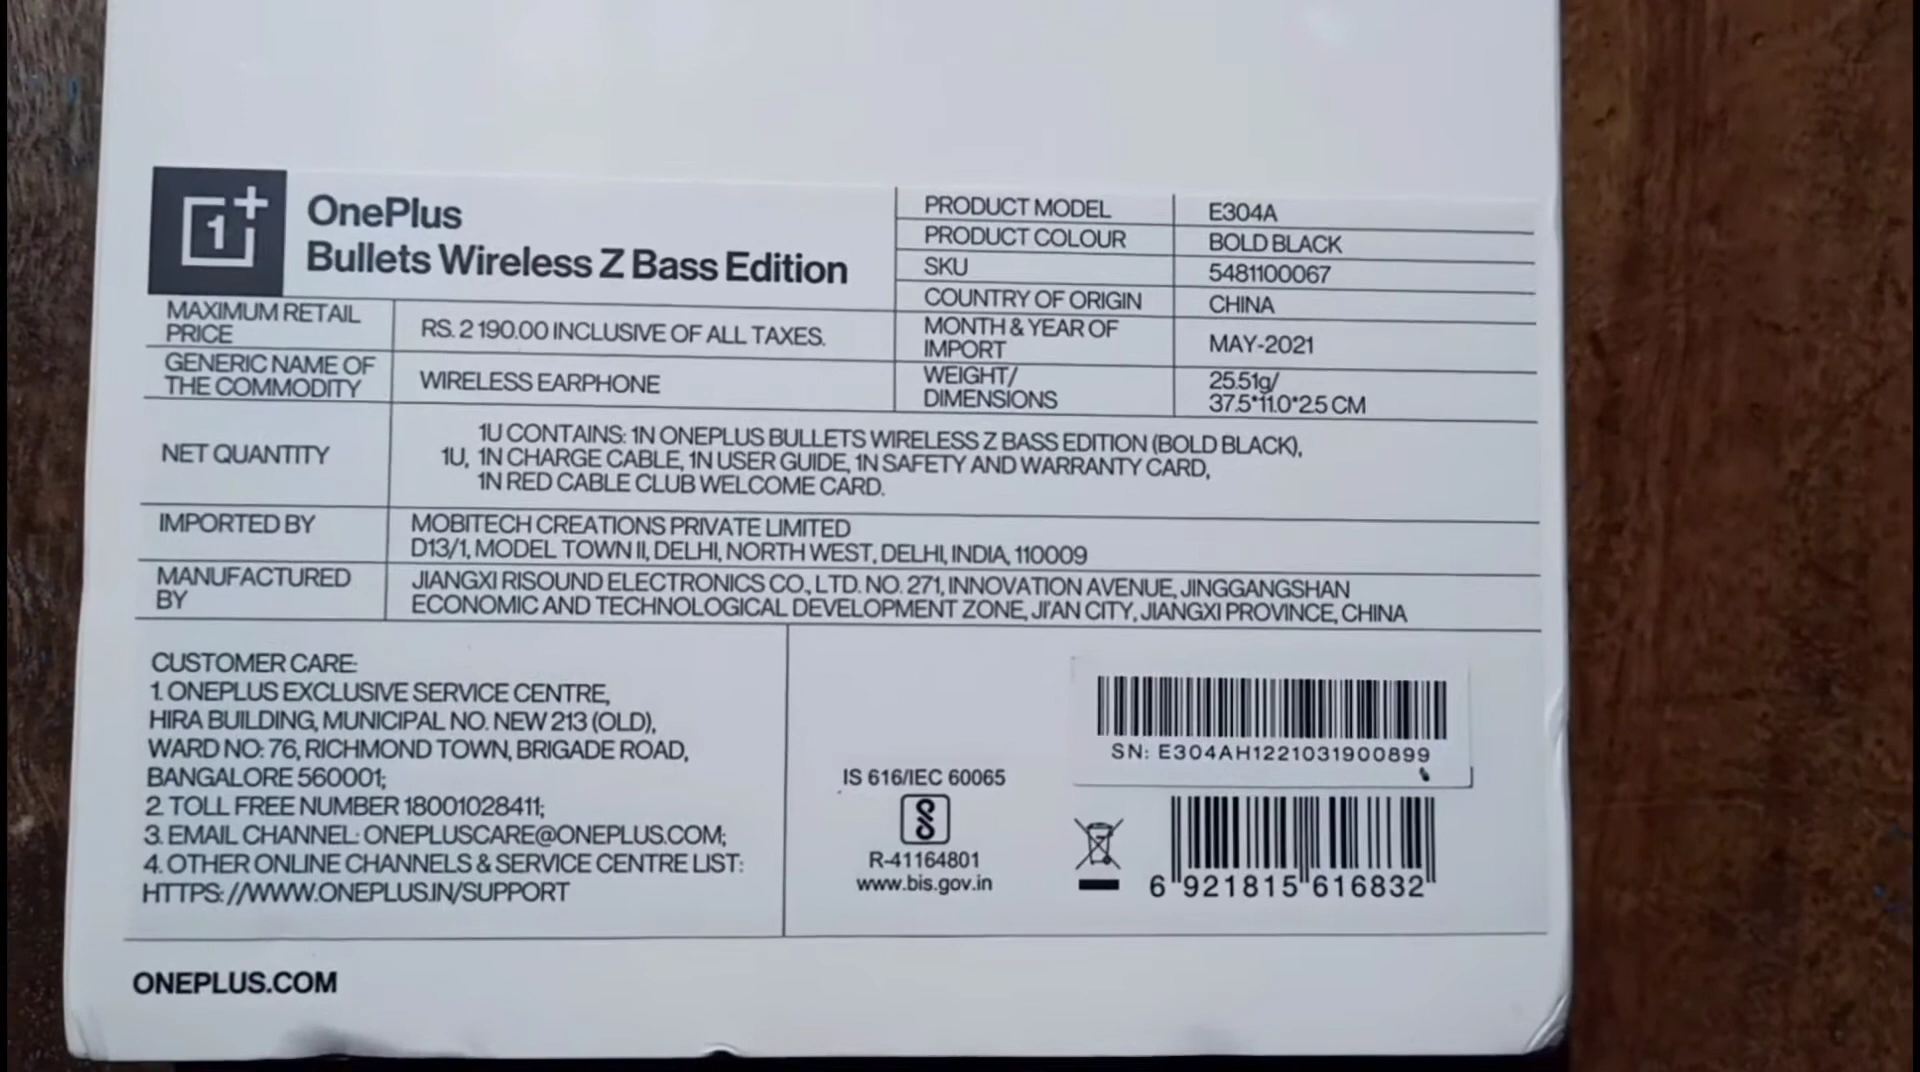 1+
OnePlus
Bullets Wireless Z Bass Edition
PRODUCT MODEL E304A
PRODUCT COLOUR BOLD BLACK
SKU 5481100067
COUNTRY OF ORIGIN CHINA
MONTH & YEAR OF
IMPORT MAY-2021
WEIGHT/ 25.51g/
DIMENSIONS 37.5*11.0*2.5 CM
MAXIMUM RETAIL
PRICE RS. 2 190.00 INCLUSIVE OF ALL TAXES.
GENERIC NAME OF
THE COMMODITY WIRELESS EARPHONE
NET QUANTITY
1U CONTAINS: 1N ONEPLUS BULLETS WIRELESS Z BASS EDITION (BOLD BLACK),
1U, 1N CHARGE CABLE, 1N USER GUIDE, 1N SAFETY AND WARRANTY CARD,
1N RED CABLE CLUB WELCOME CARD.
IMPORTED BY MOBITECH CREATIONS PRIVATE LIMITED
D13/1, MODEL TOWN II, DELHI, NORTH WEST, DELHI, INDIA, 110009
MANUFACTURED
BY
JIANGXI RISOUND ELECTRONICS CO., LTD. NO. 271, INNOVATION AVENUE, JINGGANGSHAN
ECONOMIC AND TECHNOLOGICAL DEVELOPMENT ZONE, JI'AN CITY, JIANGXI PROVINCE, CHINA
CUSTOMER CARE:
1. ONEPLUS EXCLUSIVE SERVICE CENTRE,
HIRA BUILDING, MUNICIPAL NO. NEW 213 (OLD),
WARD NO: 76, RICHMOND TOWN, BRIGADE ROAD,
BANGALORE 560001;
2. TOLL FREE NUMBER 18001028411;
3. EMAIL CHANNEL: ONEPLUSCARE@ONEPLUS.COM;
4. OTHER ONLINE CHANNELS & SERVICE CENTRE LIST:
HTTPS: //WWW.ONEPLUS.IN/SUPPORT
IS 616/IEC 60065
R-41164801
www.bis.gov.in
SN: E304AH1221031900899
6 921815 616832
ONEPLUS.COM